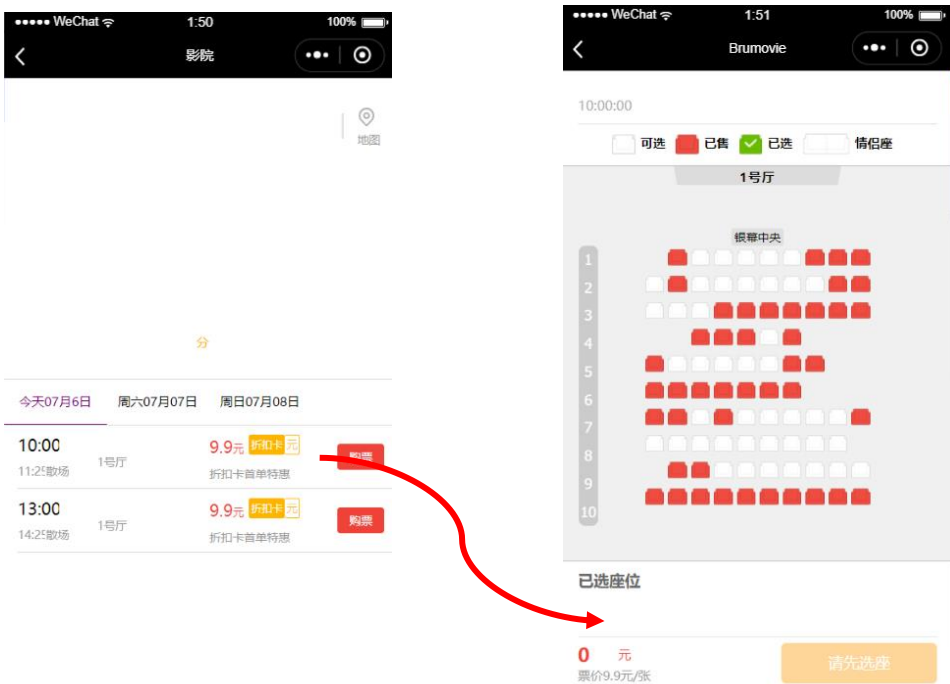 ●●●●● WeChat 1:50 100%
影院
地图
分
今天07月6日 周六07月07日 周日07月08日
10:00 1号厅 9.9元 折扣卡 元 购票
11:25散场 折扣卡首单特惠
13:00 1号厅 9.9元 折扣卡 元 购票
14:25散场 折扣卡首单特惠
●●●●● WeChat 1:51 100%
Brumovie
10:00:00
可选 已售 已选 情侣座
1号厅
银幕中央
1
2
3
4
5
6
7
8
9
10
已选座位
0 元
票价9.9元/张
请先选座